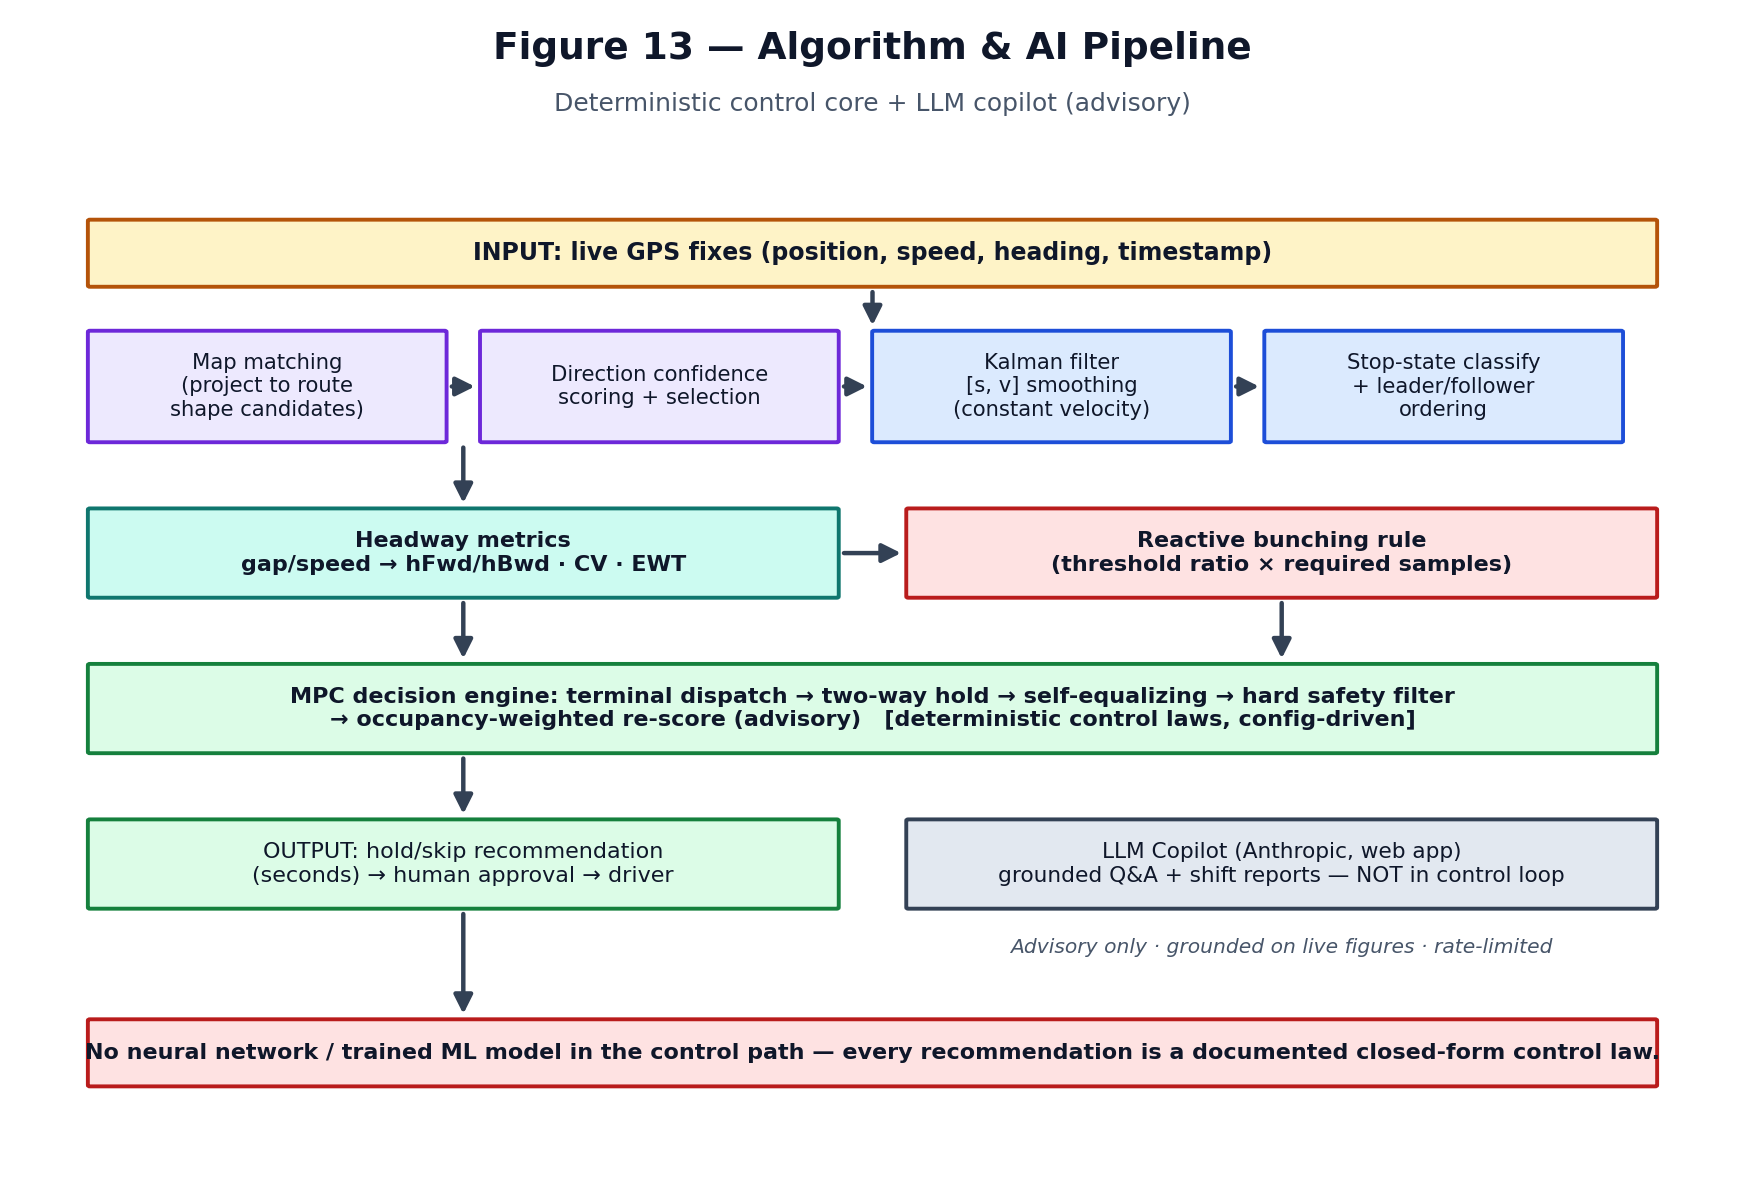 Figure 13 — Algorithm & AI Pipeline
Deterministic control core + LLM copilot (advisory)
INPUT: live GPS fixes (position, speed, heading, timestamp)
Map matching
(project to route
shape candidates)
Direction confidence
scoring + selection
Kalman filter
[s, v] smoothing
(constant velocity)
Stop-state classify
+ leader/follower
ordering
Headway metrics
gap/speed → hFwd/hBwd · CV · EWT
Reactive bunching rule
(threshold ratio × required samples)
MPC decision engine: terminal dispatch → two-way hold → self-equalizing → hard safety filter
→ occupancy-weighted re-score (advisory)   [deterministic control laws, config-driven]
OUTPUT: hold/skip recommendation
(seconds) → human approval → driver
LLM Copilot (Anthropic, web app)
grounded Q&A + shift reports — NOT in control loop
Advisory only · grounded on live figures · rate-limited
No neural network / trained ML model in the control path — every recommendation is a documented closed-form control law.